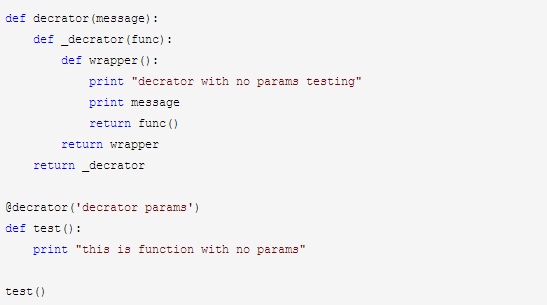 def decrator(message):
    def _decrator(func):
        def wrapper():
            print "decrator with no params testing"
            print message
            return func()
        return wrapper
    return _decrator

@decrator('decrator params')
def test():
    print "this is function with no params"

test()